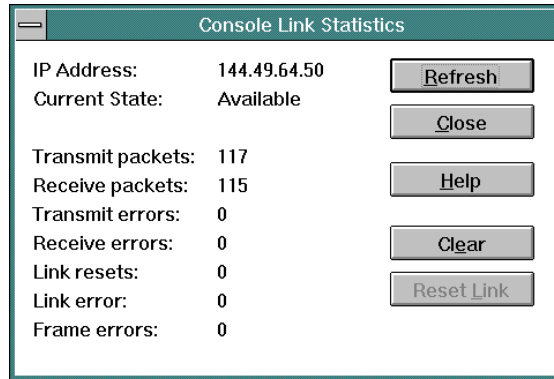 Console Link Statistics
IP Address: 144.49.64.50
Current State: Available
Transmit packets: 117
Receive packets: 115
Transmit errors: 0
Receive errors: 0
Link resets: 0
Link error: 0
Frame errors: 0
Refresh
Close
Help
Clear
Reset Link